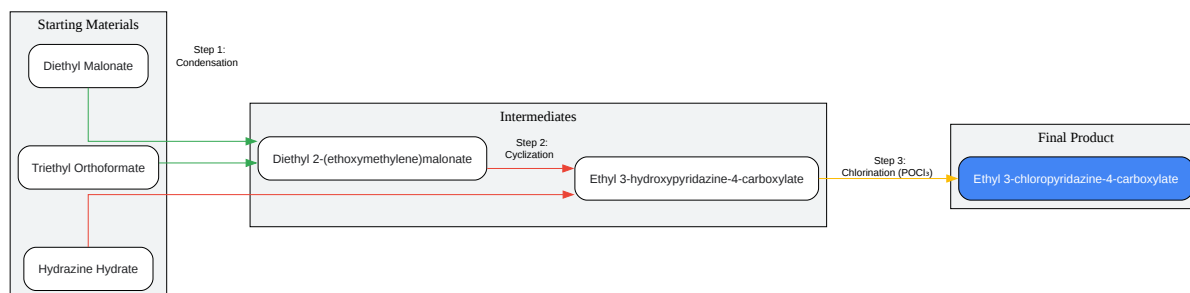 Starting Materials
Diethyl Malonate
Triethyl Orthoformate
Hydrazine Hydrate
Step 1:
Condensation
Intermediates
Diethyl 2-(ethoxymethylene)malonate
Step 2:
Cyclization
Ethyl 3-hydroxypyridazine-4-carboxylate
Step 3:
Chlorination (POCl₃)
Final Product
Ethyl 3-chloropyridazine-4-carboxylate